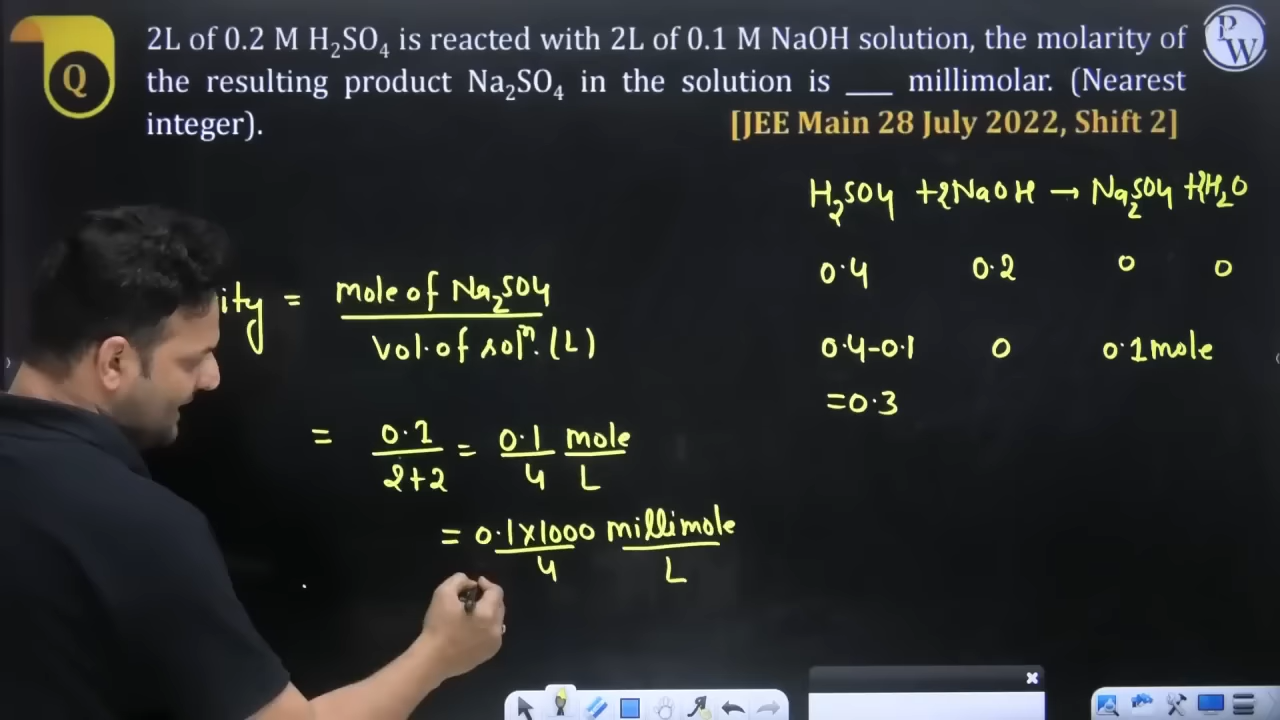 Q
2L of 0.2 M H₂SO₄ is reacted with 2L of 0.1 M NaOH solution, the molarity of
the resulting product Na₂SO₄ in the solution is ___ millimolar. (Nearest
integer).
[JEE Main 28 July 2022, Shift 2]
PW
H₂SO₄ + 2NaOH → Na₂SO₄ + 2H₂O
0.4 0.2 0 0
0.4-0.1 0 0.1mole
=0.3
ity = mole of Na₂SO₄
vol. of solⁿ. (L)
= 0.1 / 2+2 = 0.1 / 4 mole / L
= 0.1×1000 / 4 millimole / L